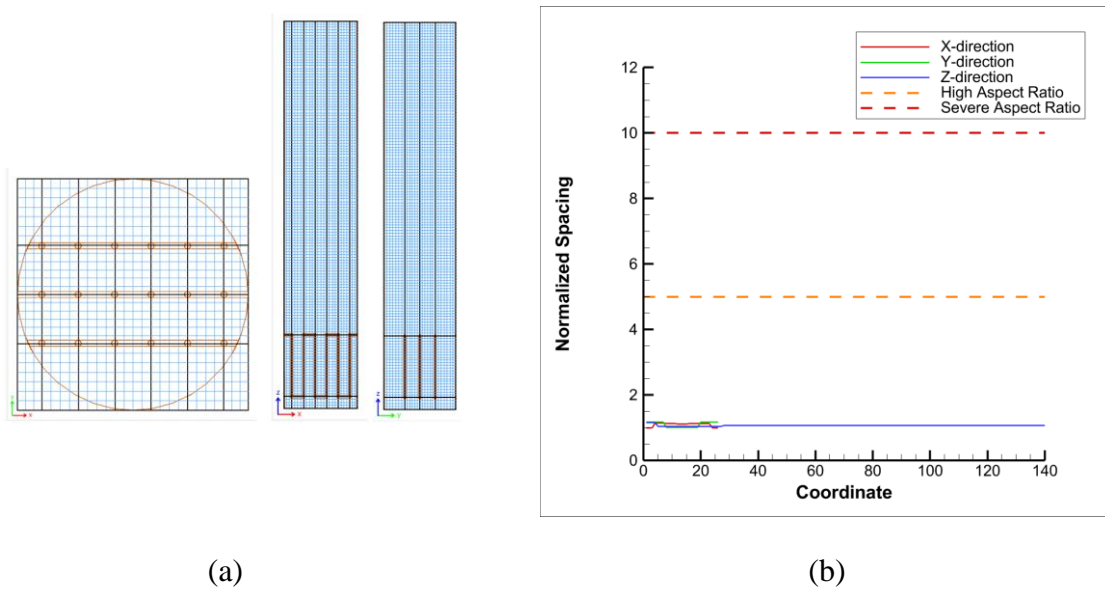 X-direction
Y-direction
Z-direction
High Aspect Ratio
Severe Aspect Ratio
12
10
8
6
4
2
0
Normalized Spacing
0 20 40 60 80 100 120 140
Coordinate
Y
X
Z
X
Z
Y
(a) (b)